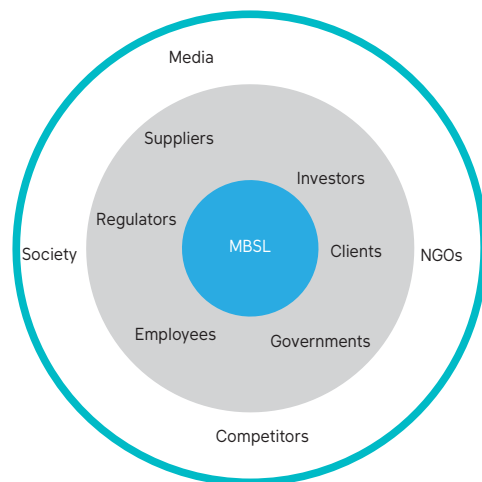 Media
Suppliers
Investors
Regulators
MBSL
Clients
Society
NGOs
Employees
Governments
Competitors